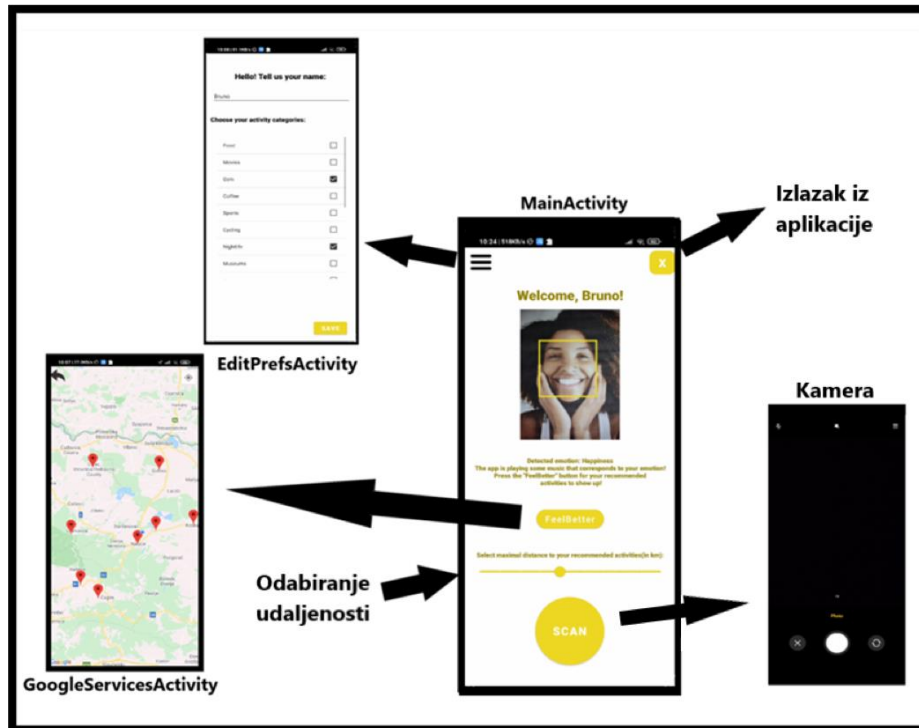 Hello! Tell us your name:
Bruno
Choose your activity categories:
Food
Movies
Gym
Coffee
Sports
Cycling
Nightlife
Museums
SAVE
EditPrefsActivity
MainActivity
10:24
Welcome, Bruno!
X
Detected emotion: Happiness
The app is playing some music that corresponds to your emotion!
Press the "FeelBetter" button for your recommended
activities to show up!
FeelBetter
Select maximal distance to your recommended activities(in km):
SCAN
Izlazak iz
aplikacije
Kamera
Photo
Odabiranje
udaljenosti
GoogleServicesActivity